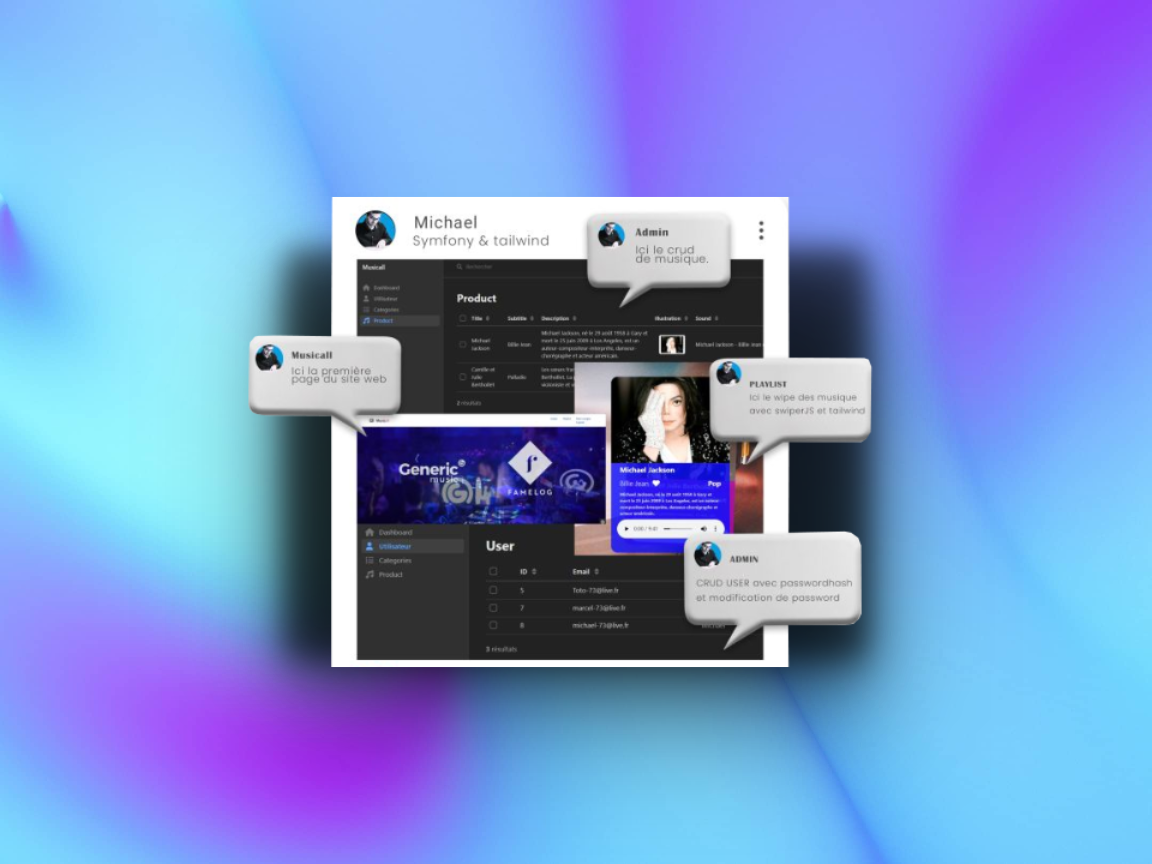 Michael
Symfony & tailwind
Admin
Ici le crud
de musique.
Musicall
Rechercher
Dashboard
Utilisateur
Categories
Product
Product
Title Subtitle Description Illustration Sound
Michael Jackson
Billie Jean
Michael Jackson, né le 29 août 1958 à Gary et
mort le 25 juin 2009 à Los Angeles, est un
auteur-compositeur-interprète, danseur-
chorégraphe et acteur américain.
Michael Jackson - Billie Jean
Camille et
Julie
Berthollet
Palladio
Les sœurs
Berthollet,
violoniste et
2 résultats
Musicall
Ici la première
page du site web
PLAYLIST
Ici le wipe des musique
avec swiperJS et tailwind
Generic
music
FAMELOG
Michael Jackson
Billie Jean
Pop
Michael Jackson, né le 29 août 1958 à Gary et
mort le 25 juin 2009 à Los Angeles, est un auteur-
compositeur-interprète, danseur-chorégraphe et
acteur américain.
0:00 / 9:41
Dashboard
Utilisateur
Categories
Product
User
ID Email
5 Toto-73@live.fr
7 marcel-73@live.fr
8 michael-73@live.fr
Michael
3 résultats
ADMIN
CRUD USER avec passwordhash
et modification de password